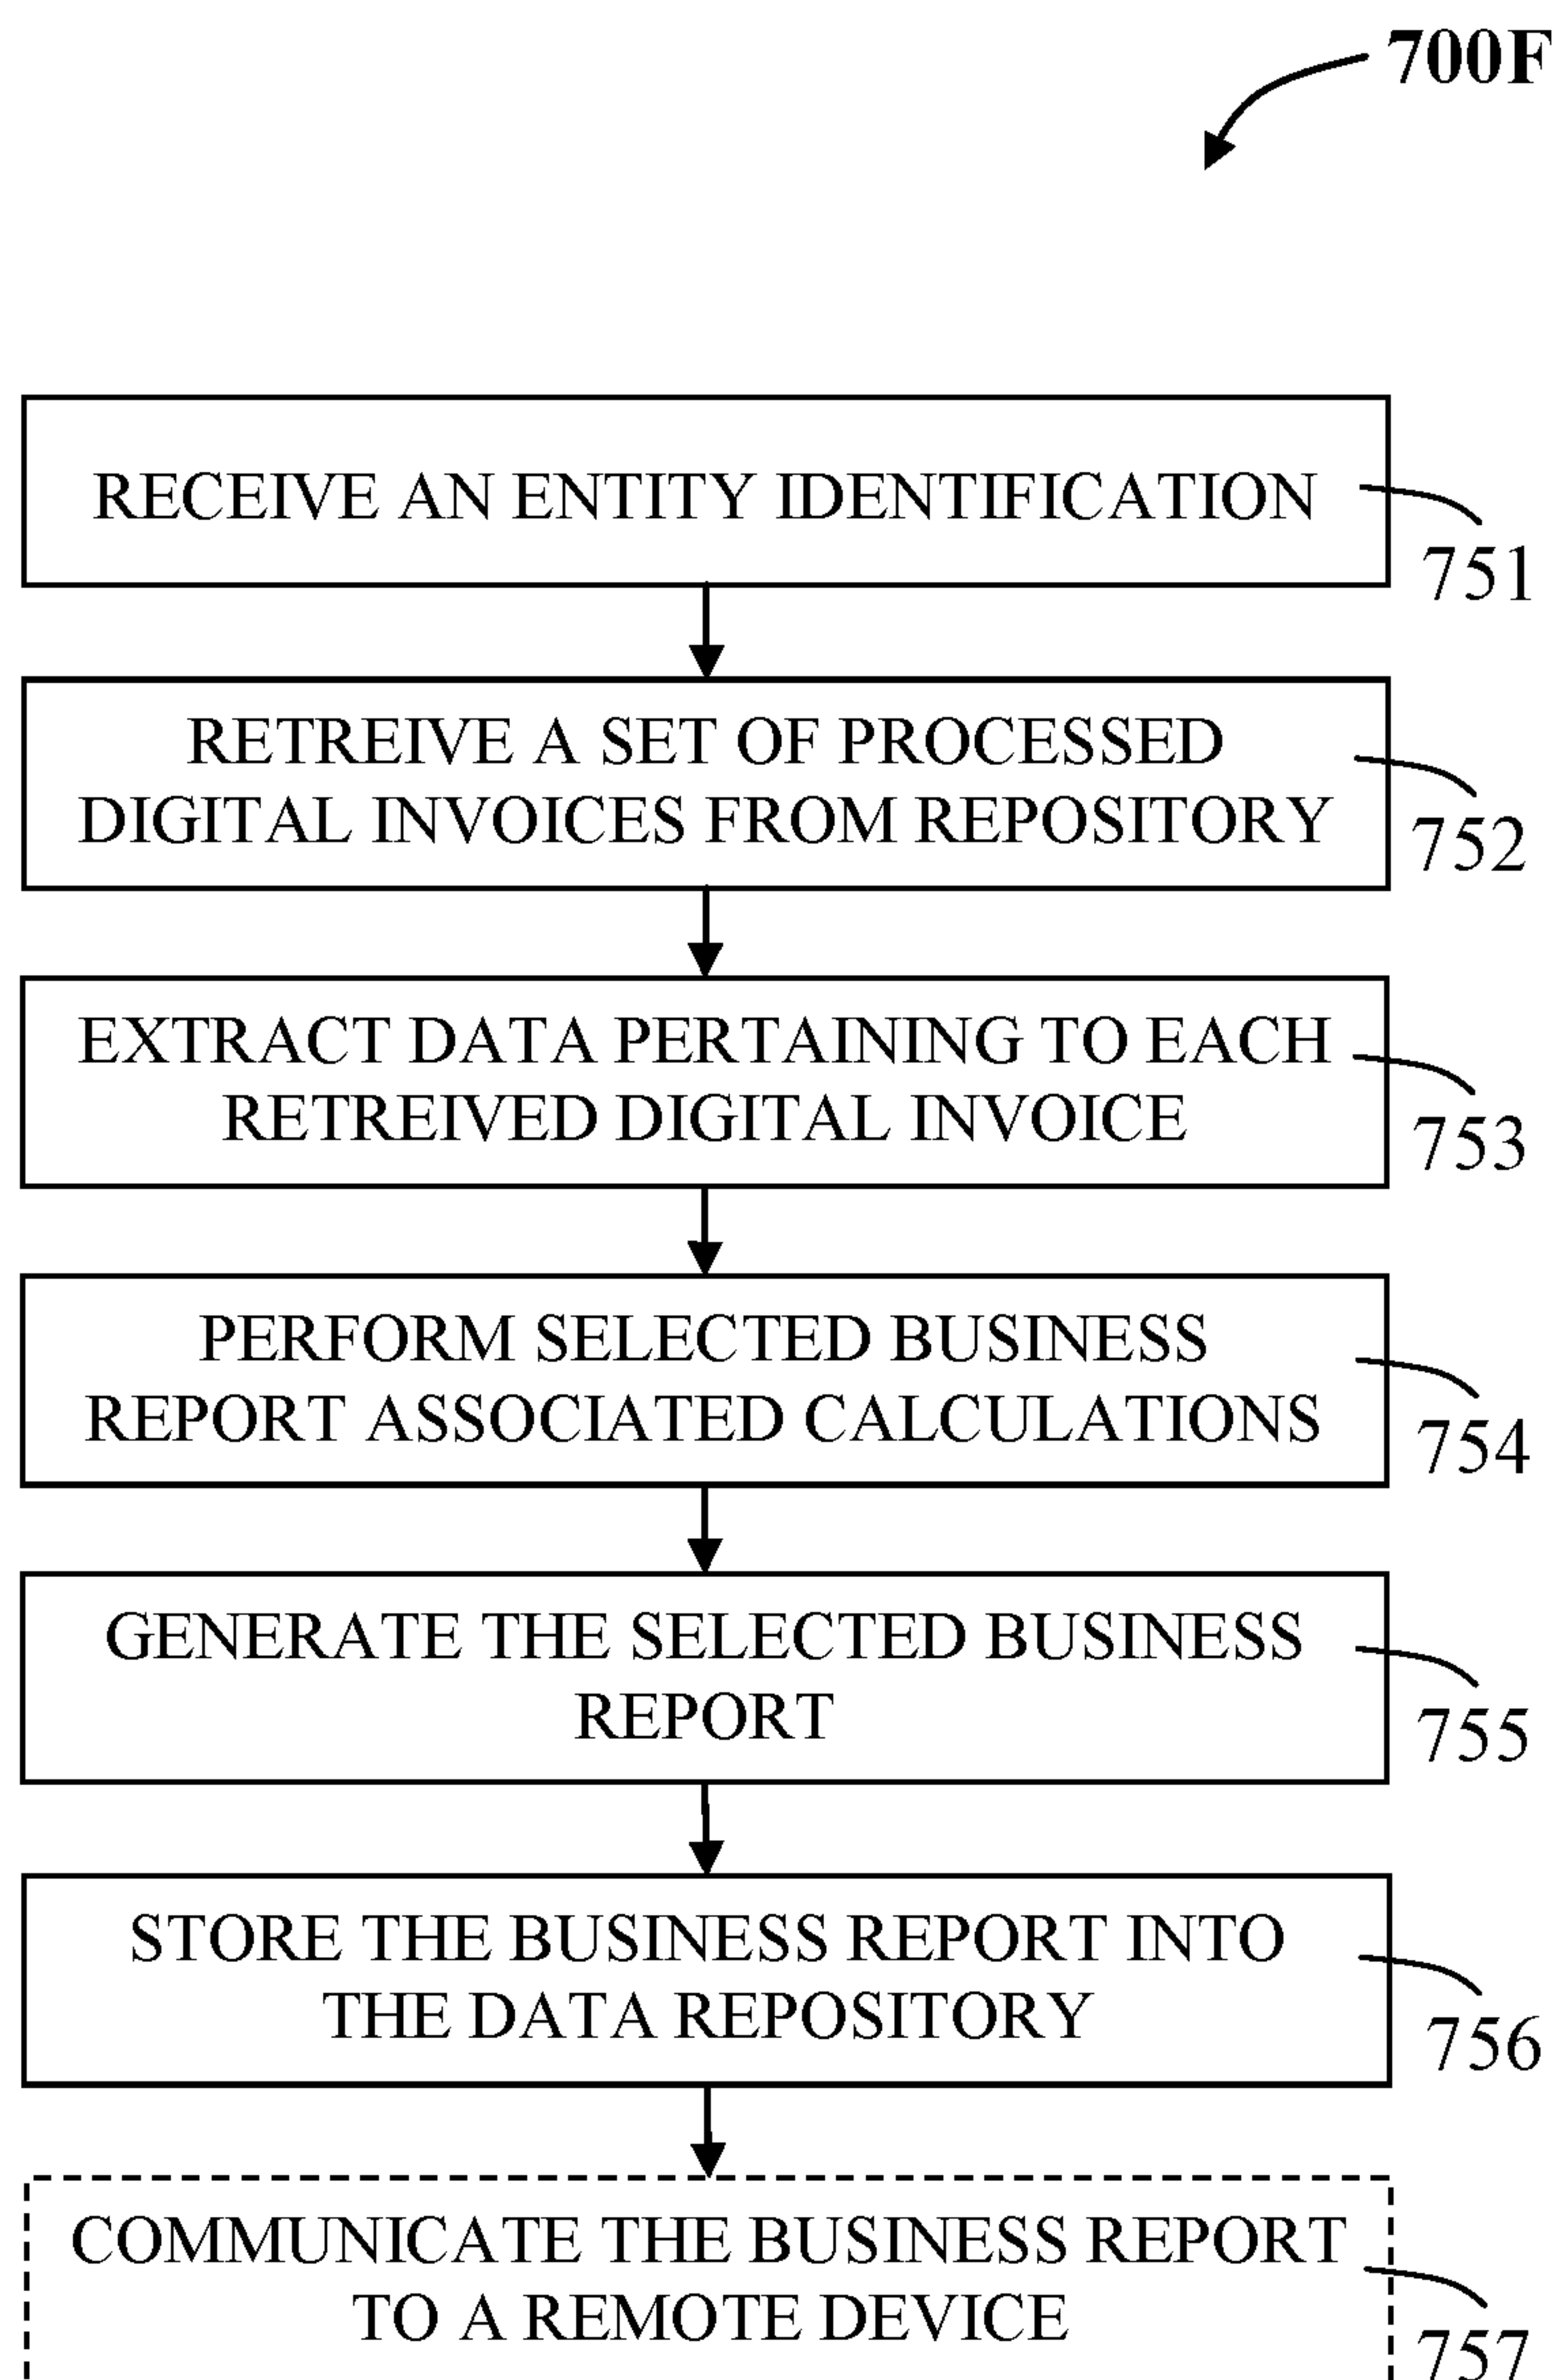 700F
RECEIVE AN ENTITY IDENTIFICATION
751
RETREIVE A SET OF PROCESSED
DIGITAL INVOICES FROM REPOSITORY
752
EXTRACT DATA PERTAINING TO EACH
RETREIVED DIGITAL INVOICE
753
PERFORM SELECTED BUSINESS
REPORT ASSOCIATED CALCULATIONS
754
GENERATE THE SELECTED BUSINESS
REPORT
755
STORE THE BUSINESS REPORT INTO
THE DATA REPOSITORY
756
COMMUNICATE THE BUSINESS REPORT
TO A REMOTE DEVICE
757